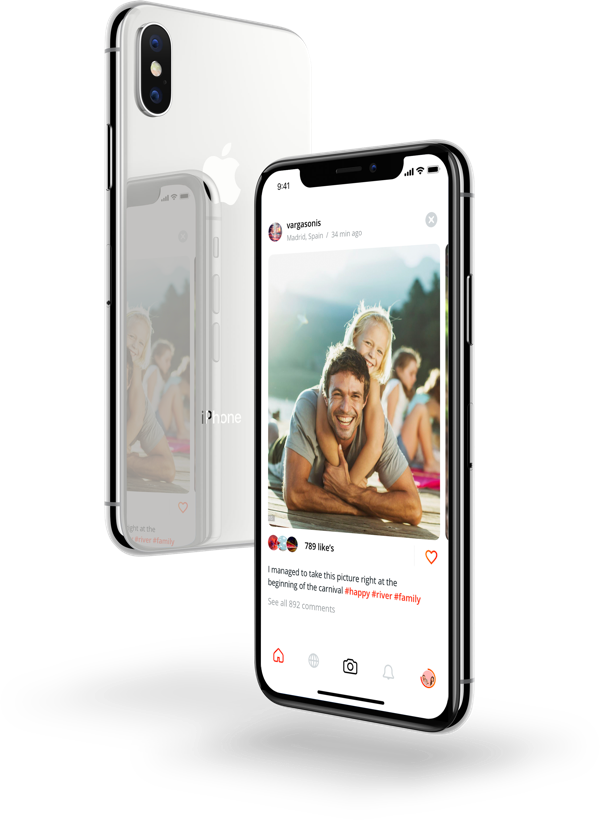 9:41
vargasonis
Madrid, Spain / 34 min ago
iPhone
789 like's
I managed to take this picture right at the
beginning of the carnival #happy #river #family
See all 892 comments
right at the
#river #family